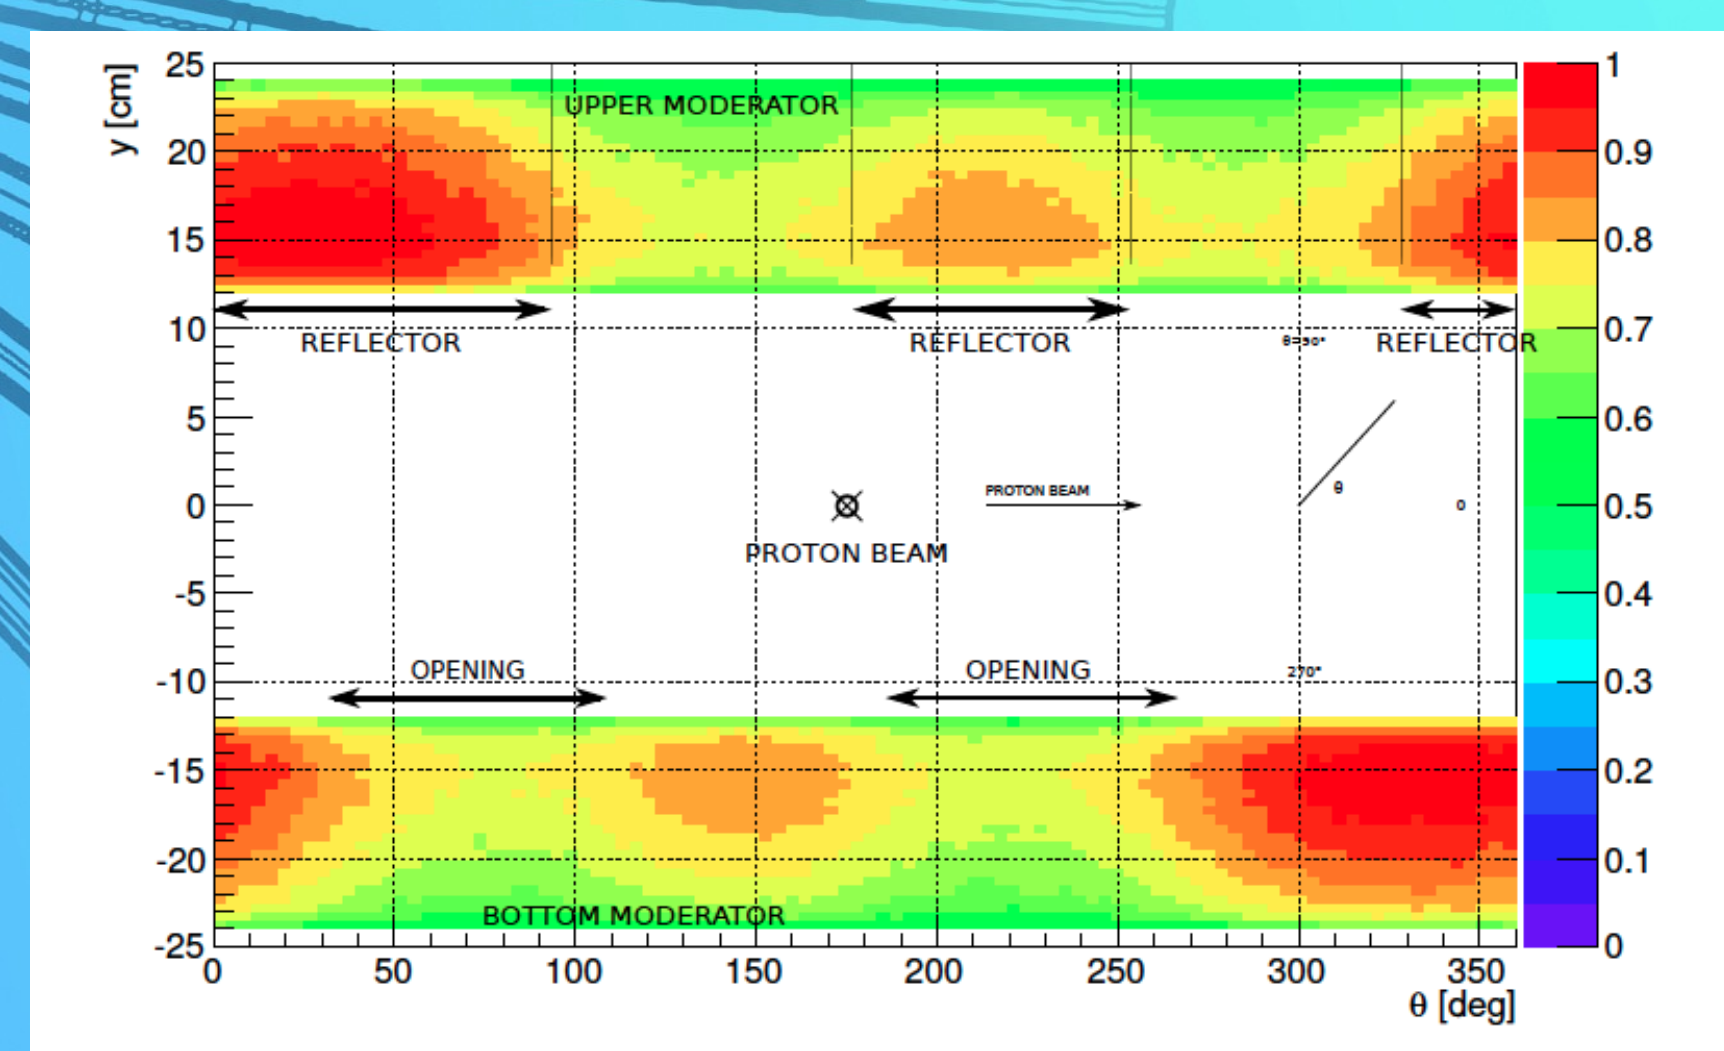 y [cm]
25
20
15
10
5
0
-5
-10
-15
-20
-25
UPPER MODERATOR
REFLECTOR
REFLECTOR
REFLECTOR
θ=90°
PROTON BEAM
θ
0
PROTON BEAM
OPENING
OPENING
270°
BOTTOM MODERATOR
0 50 100 150 200 250 300 350
θ [deg]
1
0.9
0.8
0.7
0.6
0.5
0.4
0.3
0.2
0.1
0